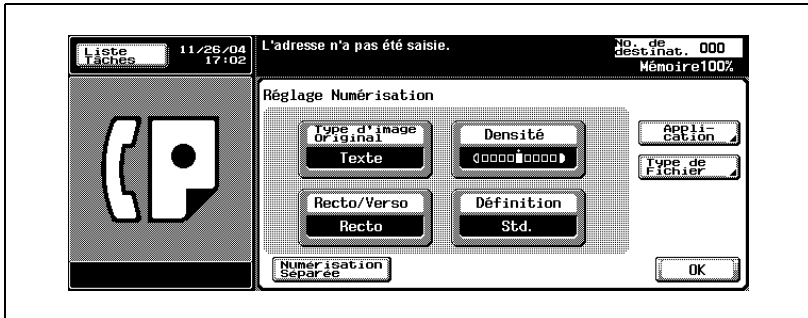 Liste
Tâches
11/26/04
17:02
L'adresse n'a pas été saisie.
No. de
destinat. 000
Mémoire100%
Réglage Numérisation
Type d'image
Original
Texte
Densité
Appli-
cation
Type de
Fichier
Recto/Verso
Recto
Définition
Std.
Numérisation
Séparée
OK